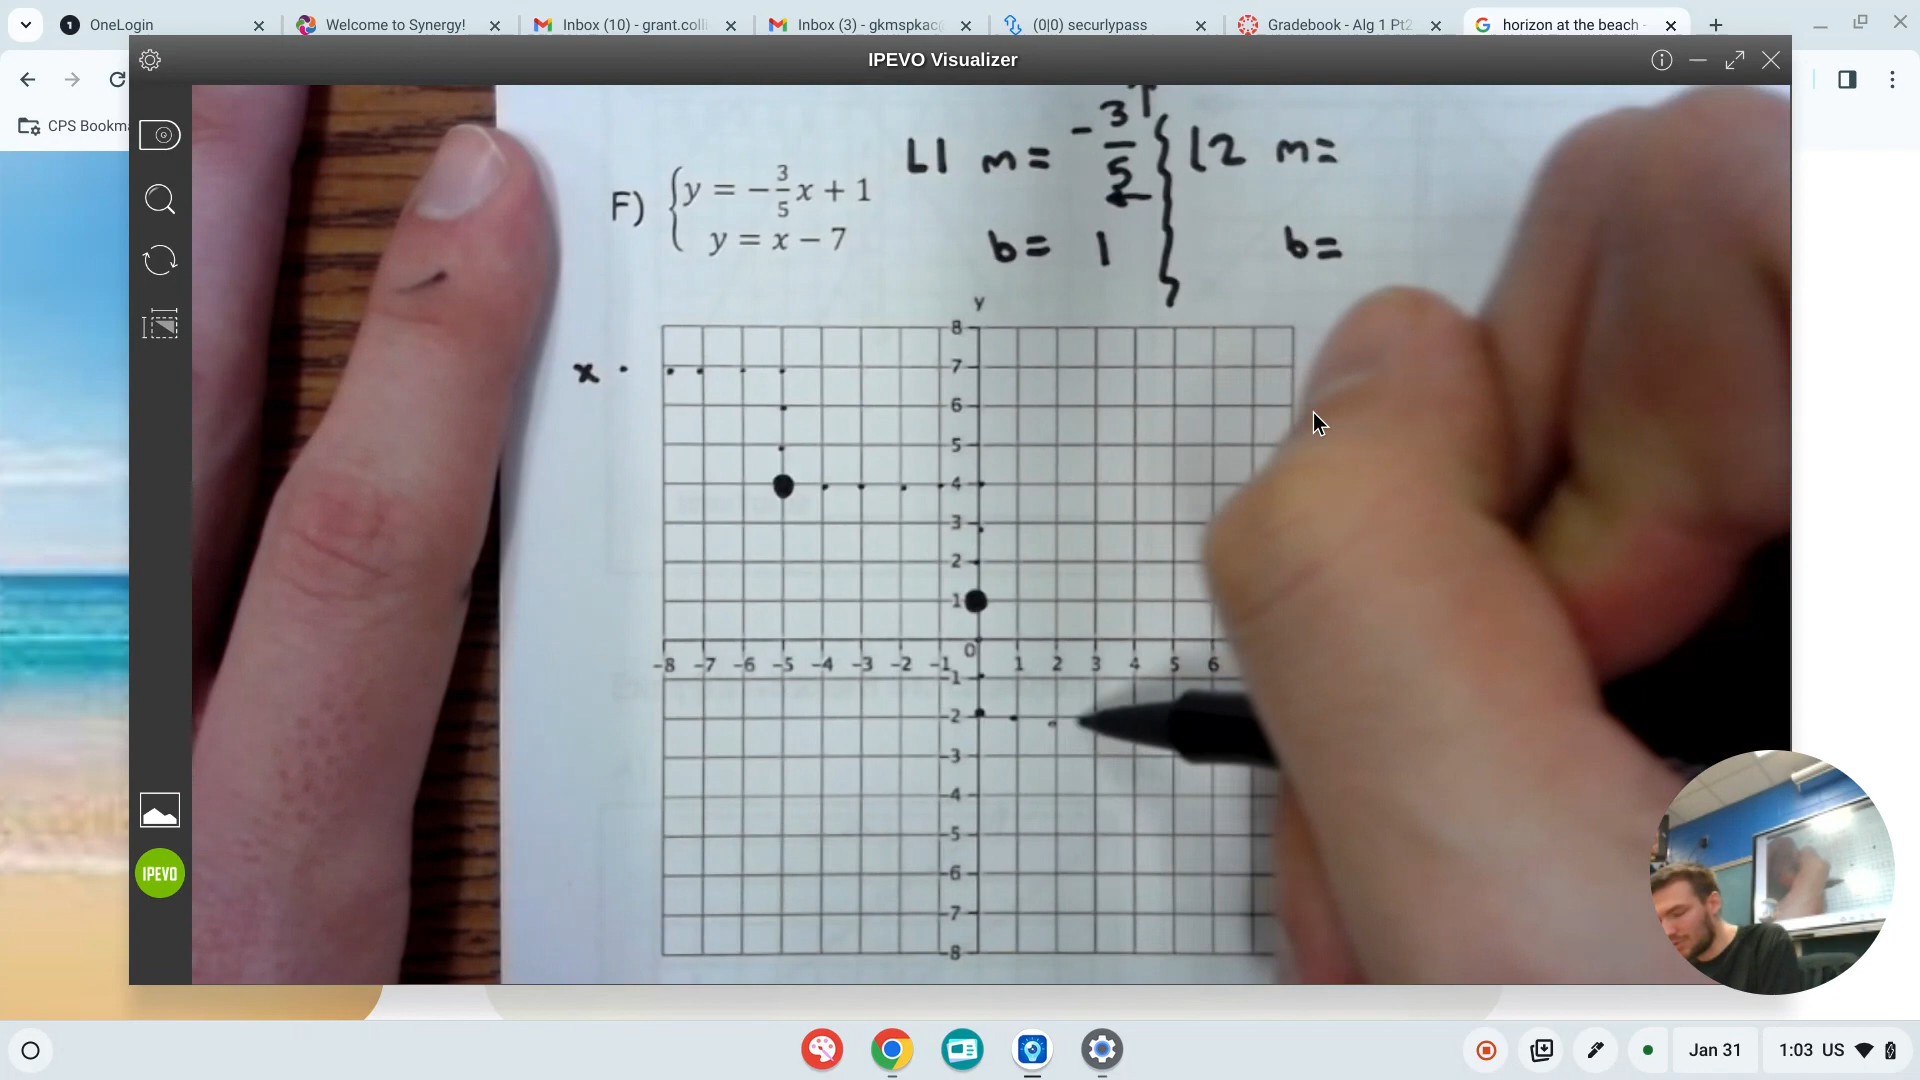 OneLogin
Welcome to Synergy!
Inbox (10) - grant.colli
Inbox (3) - gkmspkac
(0|0) securlypass
Gradebook - Alg 1 Pt2
horizon at the beach -
CPS Bookma
IPEVO Visualizer
L1 m = -3/5↑
L2 m=
F) { y = -3/5 x + 1
y = x - 7
b = 1
b=
y
x
8
7
6
5
4
3
2
1
0
-8 -7 -6 -5 -4 -3 -2 -1 1 2 3 4 5 6
-1
-2
-3
-4
-5
-6
-7
-8
IPEVO
Jan 31
1:03 US